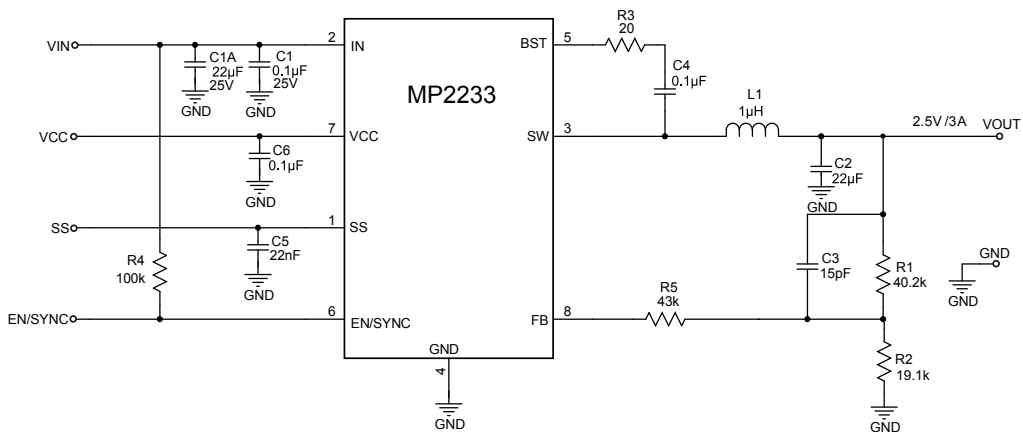 VIN
C1A
22µF
25V
GND
C1
0.1µF
25V
GND
2
IN
VCC
C6
0.1µF
GND
7
VCC
SS
C5
22nF
GND
1
SS
R4
100k
EN/SYNC
6
EN/SYNC
MP2233
GND
4
GND
BST
5
R3
20
C4
0.1µF
SW
3
L1
1µH
2.5V/3A
VOUT
C2
22µF
GND
C3
15pF
R1
40.2k
GND
GND
FB
8
R5
43k
R2
19.1k
GND